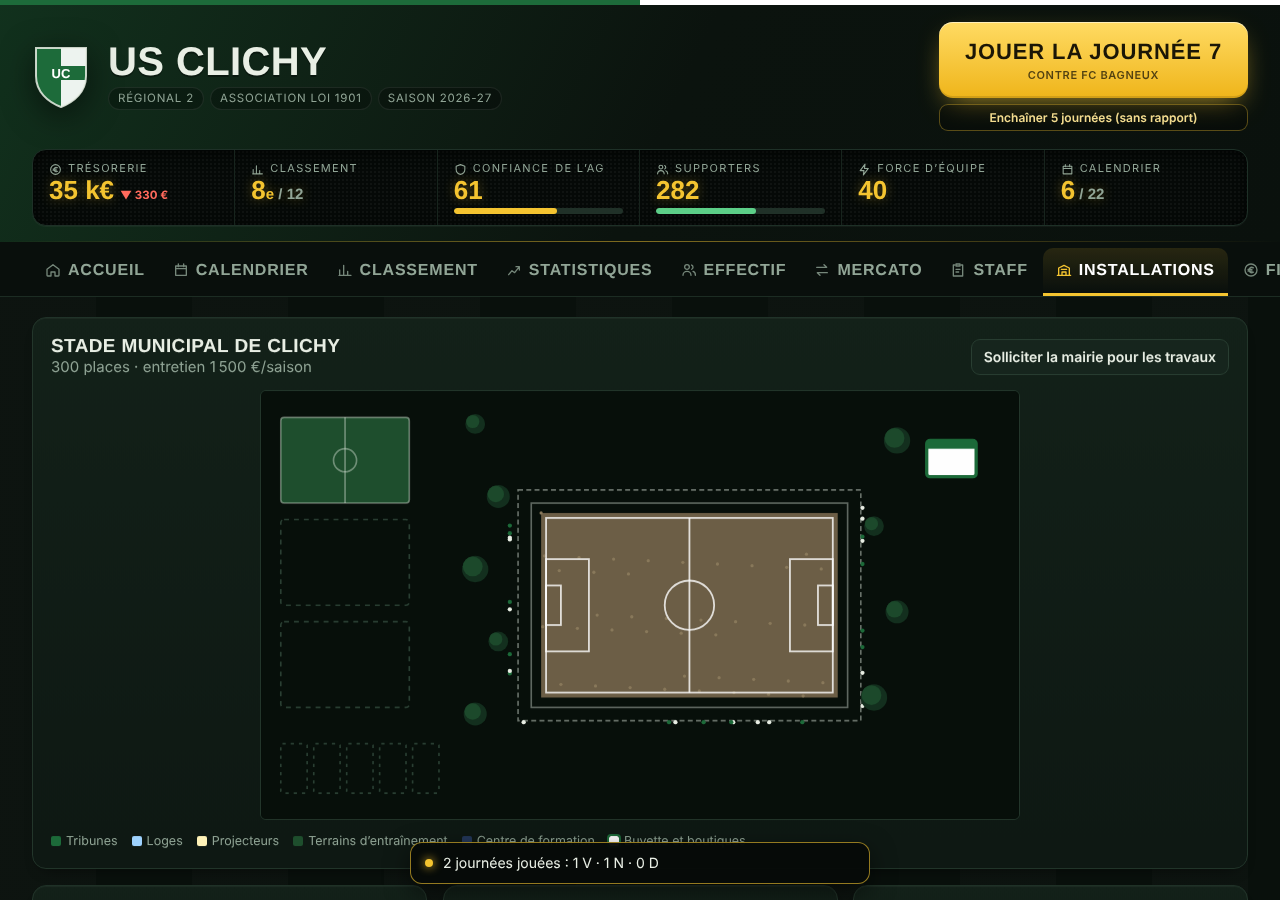 UC
US CLICHY
RÉGIONAL 2
ASSOCIATION LOI 1901
SAISON 2026-27
JOUER LA JOURNÉE 7
CONTRE FC BAGNEUX
Enchaîner 5 journées (sans rapport)
TRÉSORERIE
35 k€ ▼ 330 €
CLASSEMENT
8e / 12
CONFIANCE DE L'AG
61
SUPPORTERS
282
FORCE D'ÉQUIPE
40
CALENDRIER
6 / 22
ACCUEIL
CALENDRIER
CLASSEMENT
STATISTIQUES
EFFECTIF
MERCATO
STAFF
INSTALLATIONS
FI
STADE MUNICIPAL DE CLICHY
300 places · entretien 1 500 €/saison
Solliciter la mairie pour les travaux
Tribunes
Loges
Projecteurs
Terrains d'entraînement
Centre de formation
Buvette et boutiques
2 journées jouées : 1 V · 1 N · 0 D